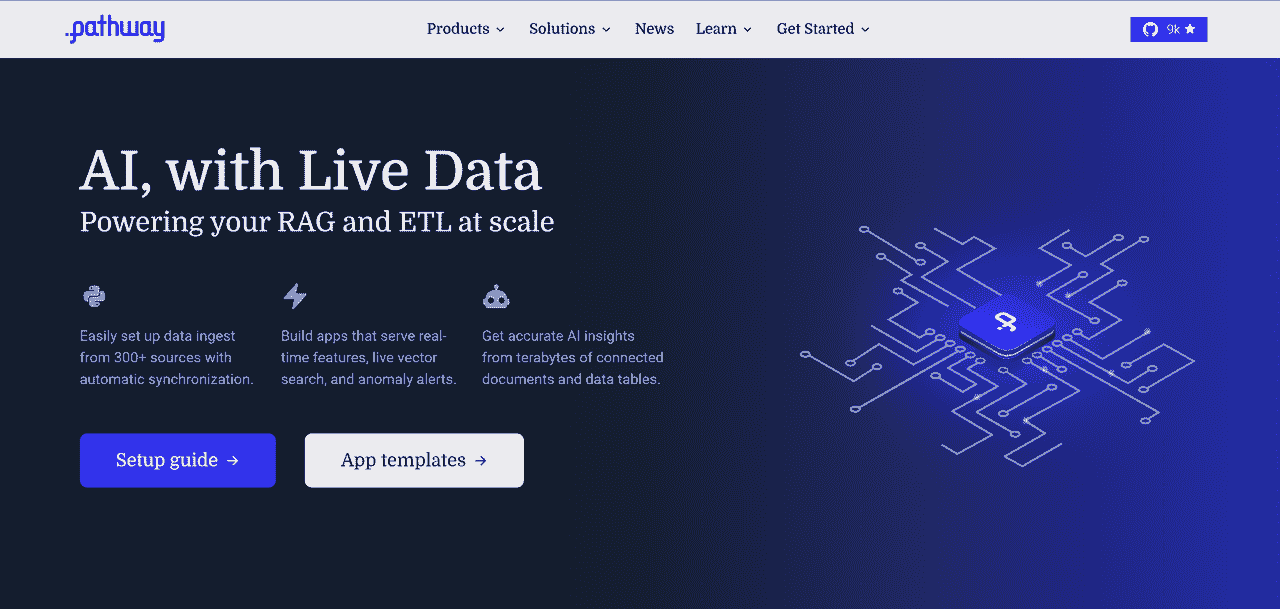 .pathway
Products
Solutions
News
Learn
Get Started
9k
AI, with Live Data
Powering your RAG and ETL at scale
Easily set up data ingest
from 300+ sources with
automatic synchronization.
Build apps that serve real-
time features, live vector
search, and anomaly alerts.
Get accurate AI insights
from terabytes of connected
documents and data tables.
Setup guide →
App templates →